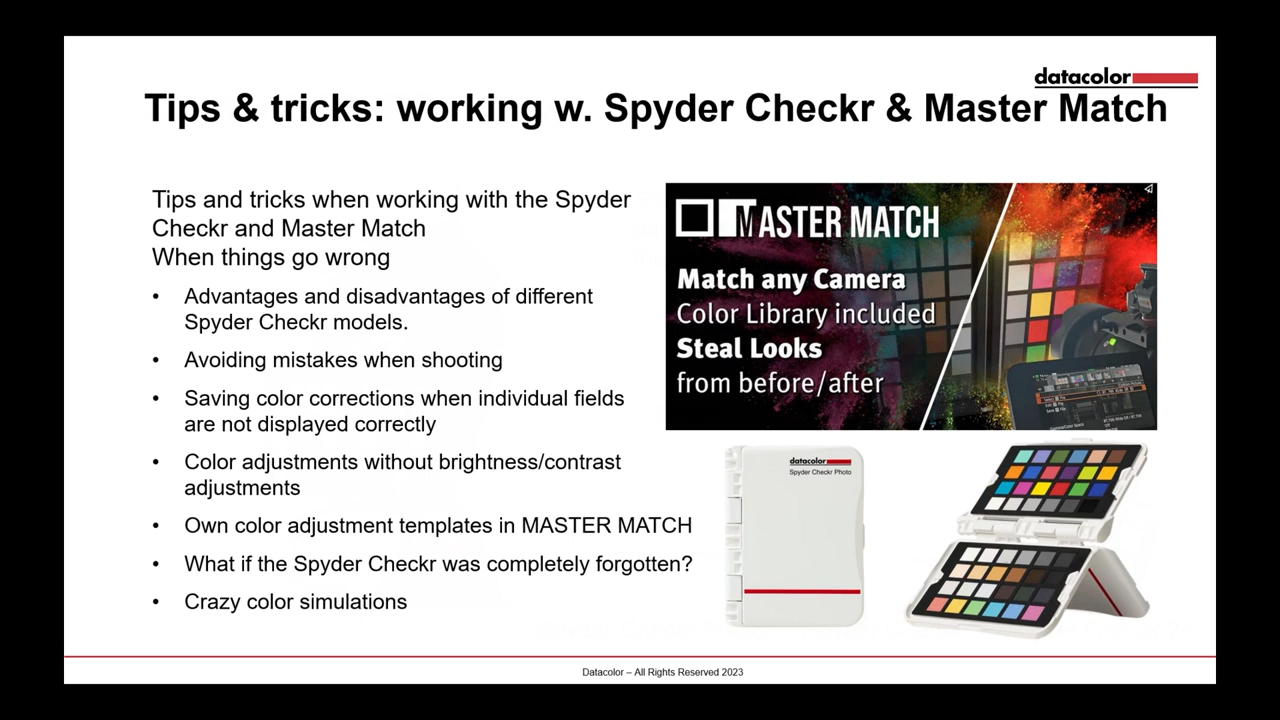 datacolor
Tips & tricks: working w. Spyder Checkr & Master Match
Tips and tricks when working with the Spyder
Checkr and Master Match
When things go wrong
• Advantages and disadvantages of different
Spyder Checkr models.
• Avoiding mistakes when shooting
• Saving color corrections when individual fields
are not displayed correctly
• Color adjustments without brightness/contrast
adjustments
• Own color adjustment templates in MASTER MATCH
• What if the Spyder Checkr was completely forgotten?
• Crazy color simulations
MASTER MATCH
Match any Camera
Color Library included
Steal Looks
from before/after
datacolor
Spyder Checkr Photo
Datacolor – All Rights Reserved 2023